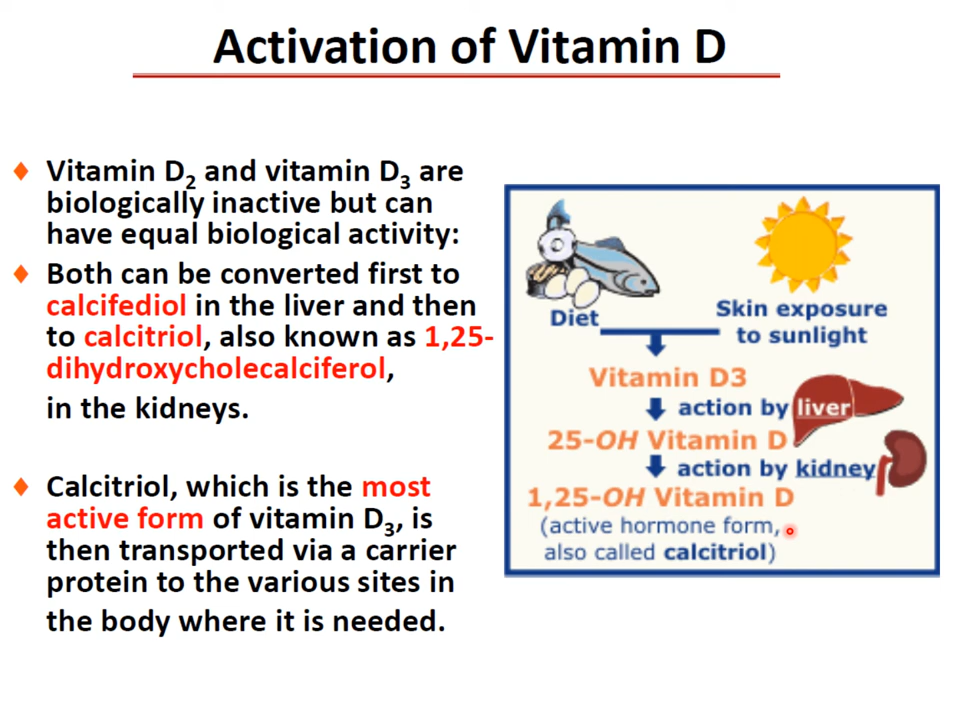 Activation of Vitamin D
♦ Vitamin D₂ and vitamin D₃ are
biologically inactive but can
have equal biological activity:
♦ Both can be converted first to
calcifediol in the liver and then
to calcitriol, also known as 1,25-
dihydroxycholecalciferol,
in the kidneys.
♦ Calcitriol, which is the most
active form of vitamin D₃, is
then transported via a carrier
protein to the various sites in
the body where it is needed.
Diet
Skin exposure
to sunlight
Vitamin D3
action by liver
25-OH Vitamin D
action by kidney
1,25-OH Vitamin D
(active hormone form,
also called calcitriol)